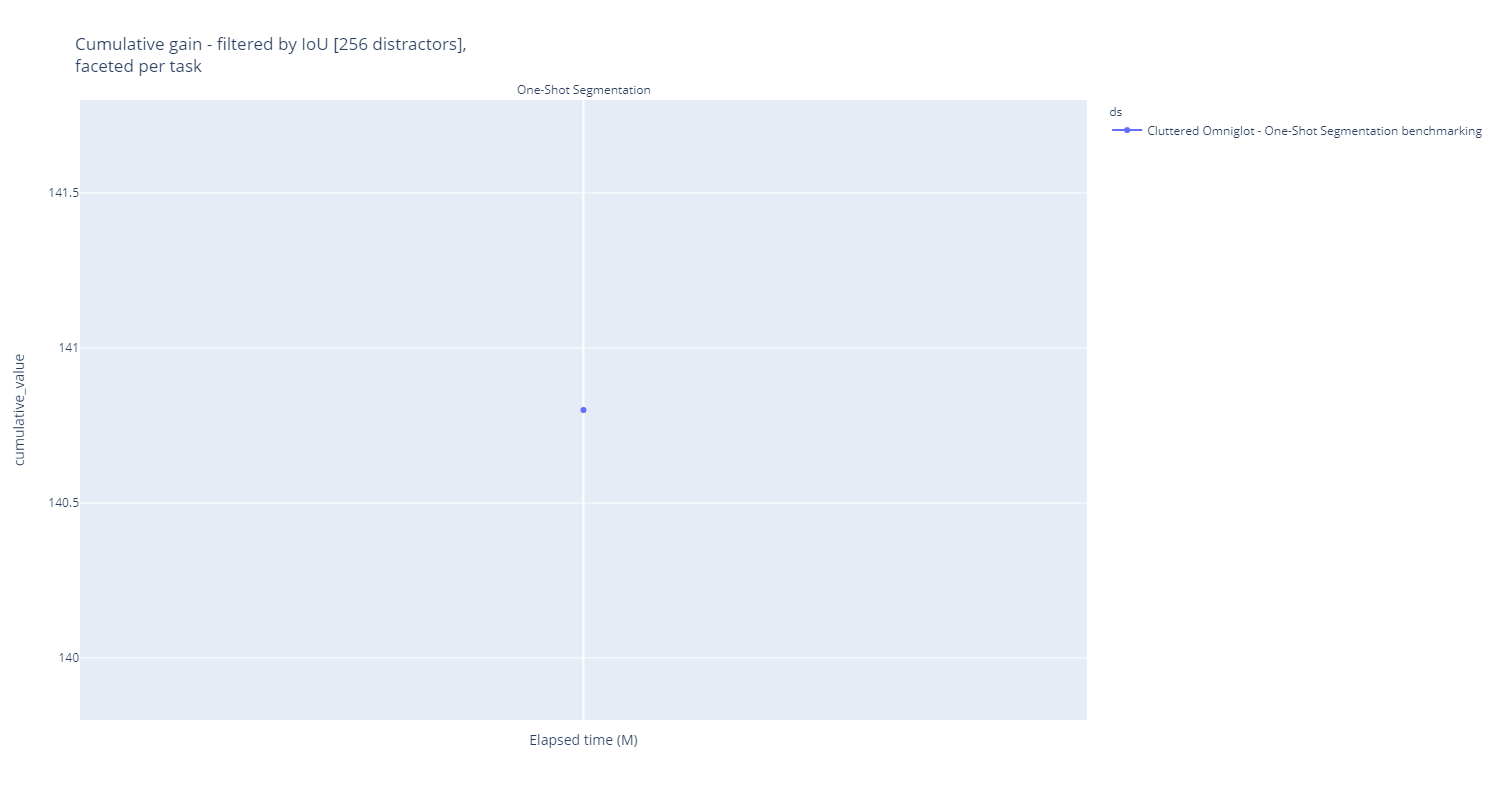 Cumulative gain - filtered by IoU [256 distractors],
faceted per task
One-Shot Segmentation
ds
Cluttered Omniglot - One-Shot Segmentation benchmarking
141.5
141
140.5
140
cumulative_value
Elapsed time (M)